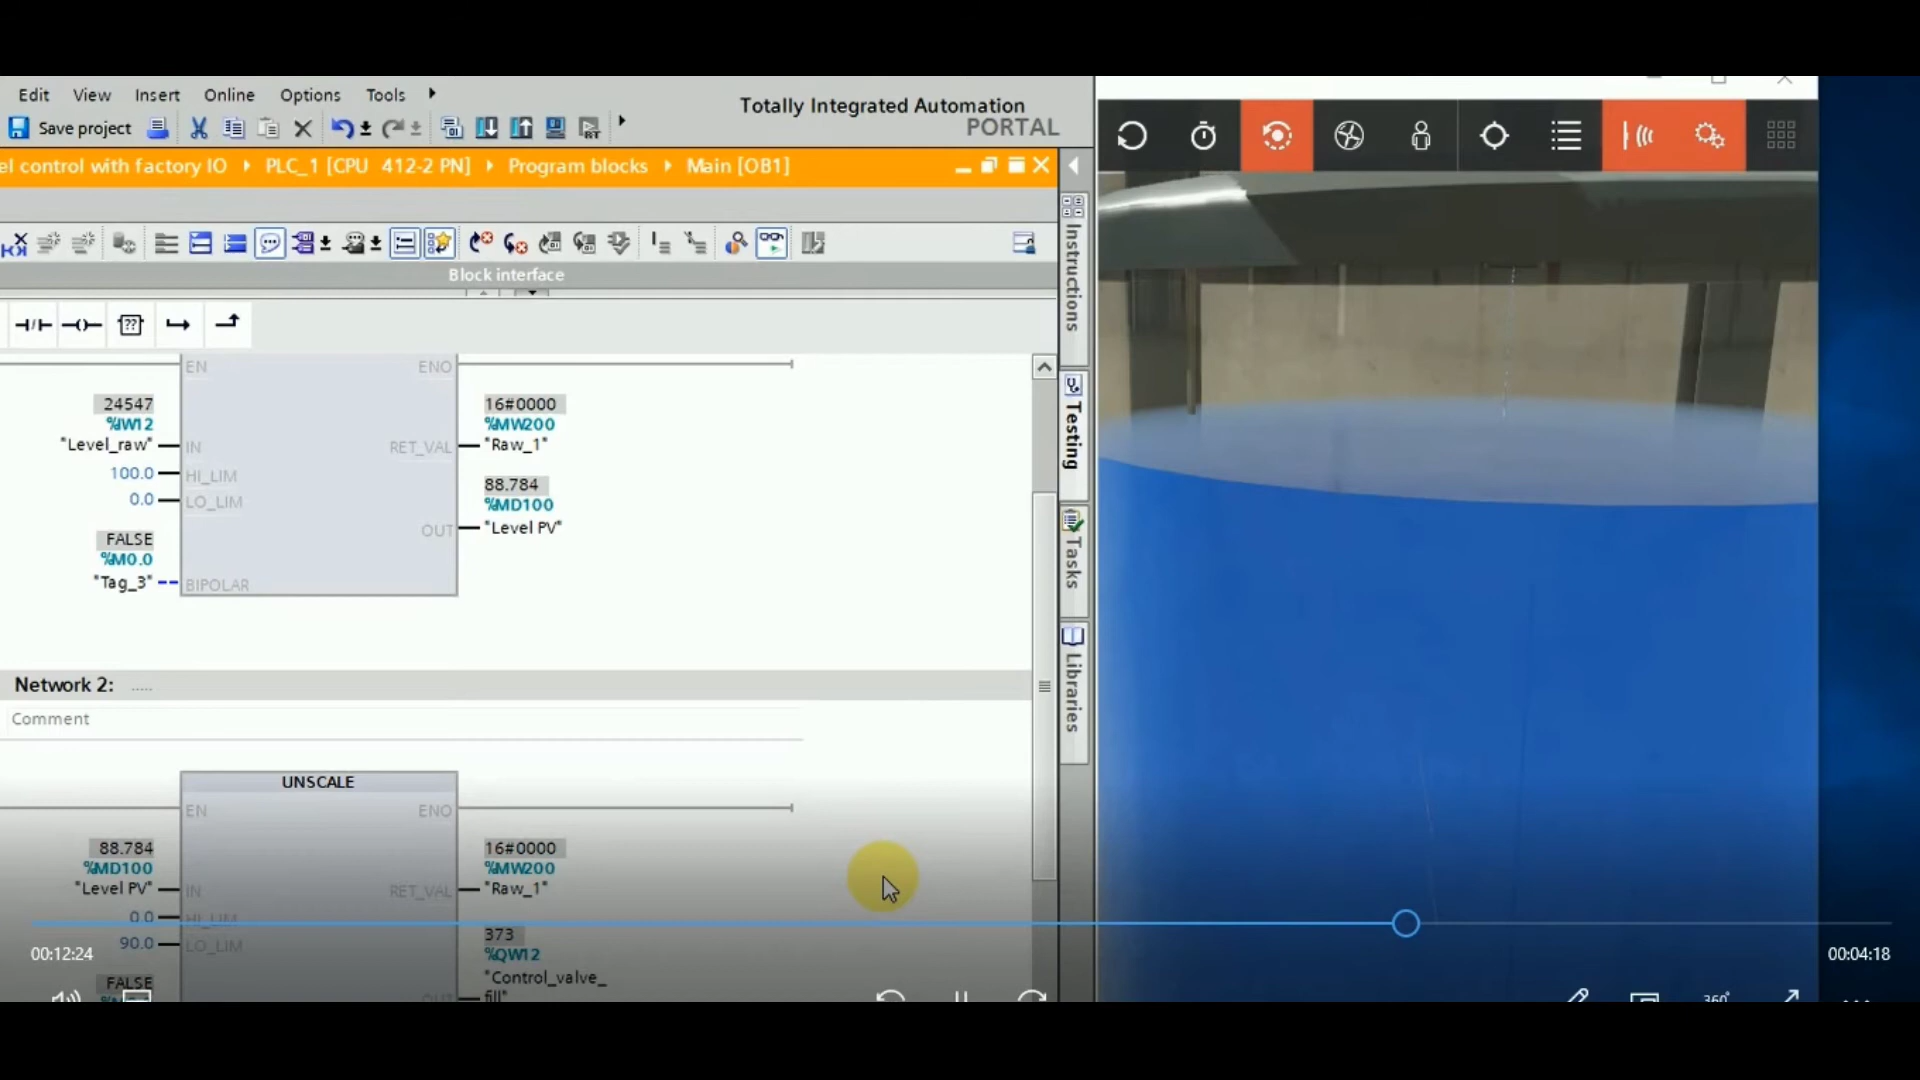 Edit View Insert Online Options Tools
Totally Integrated Automation
PORTAL
Save project
el control with factory IO PLC_1 [CPU 412-2 PN] Program blocks Main [OB1]
Block interface
EN ENO
24547
%IW12
"Level_raw" IN
100.0 HI_LIM
0.0 LO_LIM
FALSE
%M0.0
"Tag_3" BIPOLAR
16#0000
%MW200
RET_VAL "Raw_1"
88.784
%MD100
OUT "Level PV"
Network 2: .....
Comment
UNSCALE
EN ENO
88.784
%MD100
"Level PV" IN
0.0 HI_LIM
90.0 LO_LIM
FALSE
16#0000
%MW200
RET_VAL "Raw_1"
373
%QW12
"Control_valve_
OUT fill"
Instructions
Testing
Tasks
Libraries
00:12:24
00:04:18
360°